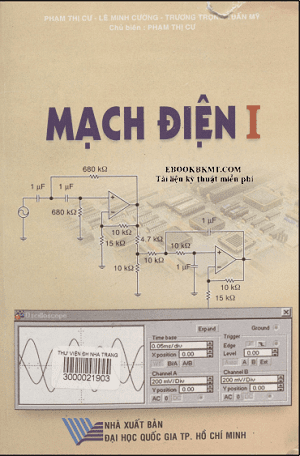 PHẠM THỊ CƯ - LÊ MINH CƯỜNG - TRƯƠNG TRỌNG TUẤN MỸ
Chủ biên : PHẠM THỊ CƯ
MẠCH ĐIỆN I
EBOOKBKMT.COM
Tài liệu kỹ thuật miễn phí
680 kΩ
1 μF
1 μF
680 kΩ
10 kΩ
15 kΩ
4.7 kΩ
1 μF
10 kΩ
10 kΩ
10 kΩ
1 μF
10 kΩ
15 kΩ
Oscilloscope
Expand
Ground
Time base
0.05ms/div
X position 0.00
Y/T B/A A/B
Trigger
Edge
Level 0.00
Auto A B Ext
Channel A
200 mV/Div
Y position 0.00
AC 0
Channel B
200 mV/Div
Y position 0.00
AC 0
THƯ VIỆN ĐH NHA TRANG
3000021903
NHÀ XUẤT BẢN
ĐẠI HỌC QUỐC GIA TP. HỒ CHÍ MINH